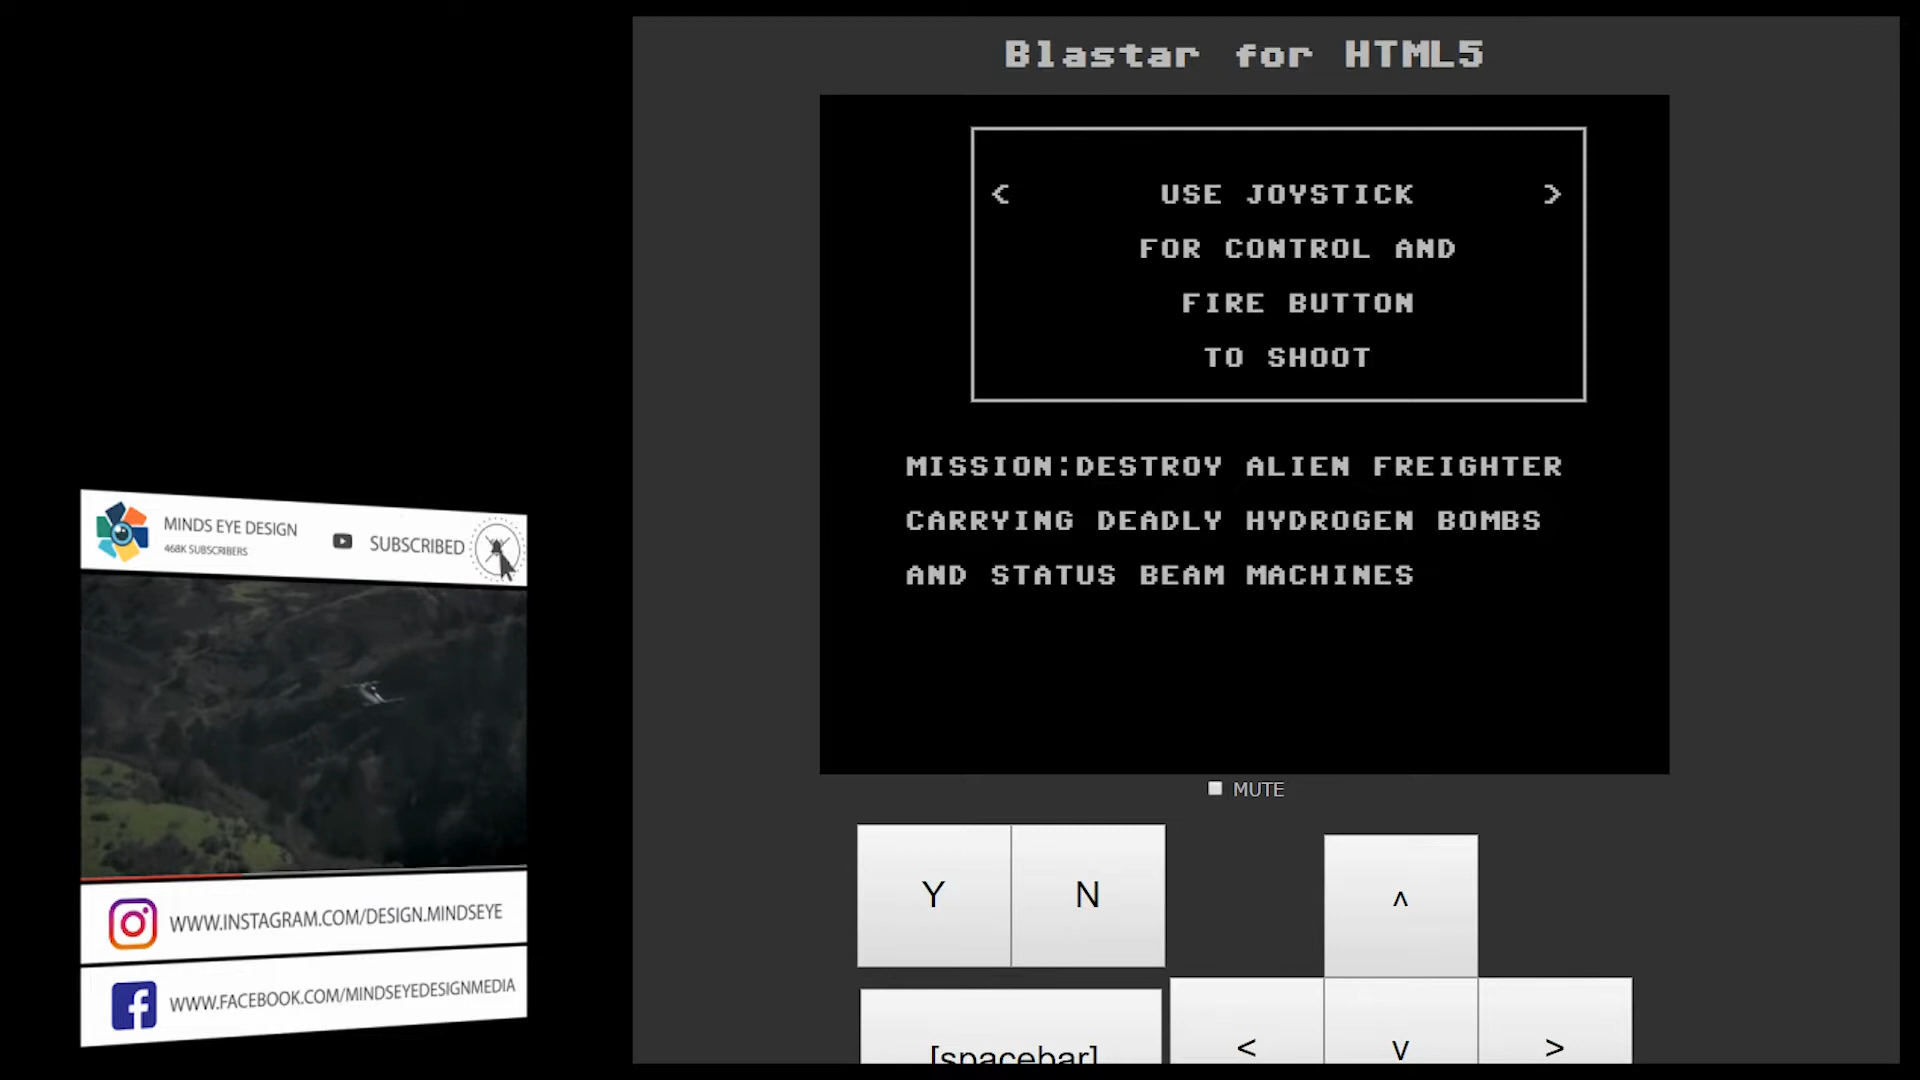 Blastar for HTML5
< USE JOYSTICK >
FOR CONTROL AND
FIRE BUTTON
TO SHOOT
MISSION:DESTROY ALIEN FREIGHTER
CARRYING DEADLY HYDROGEN BOMBS
AND STATUS BEAM MACHINES
MUTE
Y N ^
[spacebar] < v >
MINDS EYE DESIGN
468K SUBSCRIBERS
SUBSCRIBED
WWW.INSTAGRAM.COM/DESIGN.MINDSEYE
WWW.FACEBOOK.COM/MINDSEYEDESIGNMEDIA